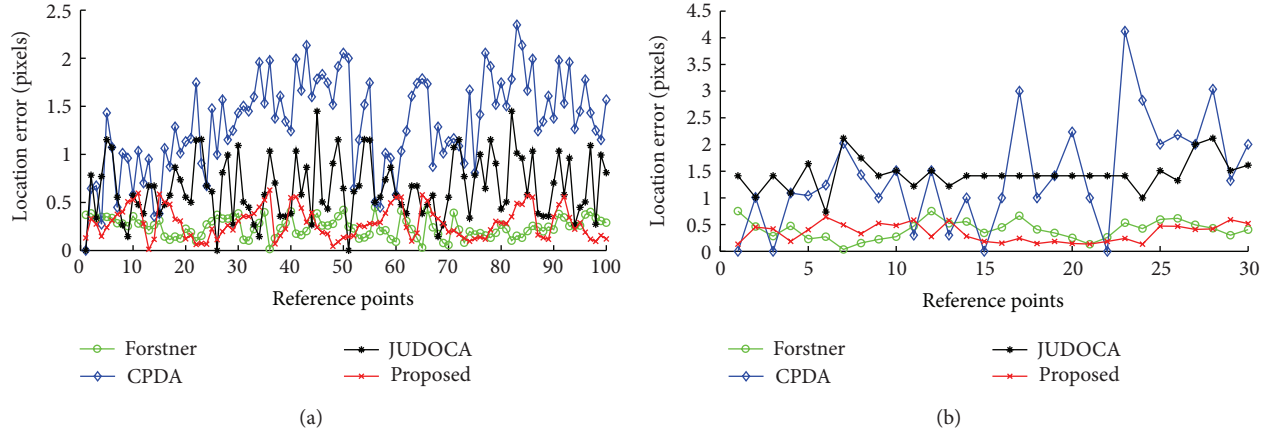 2.5
2
1.5
1
0.5
0
Location error (pixels)
0 10 20 30 40 50 60 70 80 90 100
Reference points
Forstner
CPDA
JUDOCA
Proposed
(a)
4.5
4
3.5
3
2.5
2
1.5
1
0.5
0
Location error (pixels)
0 5 10 15 20 25 30
Reference points
Forstner
CPDA
JUDOCA
Proposed
(b)